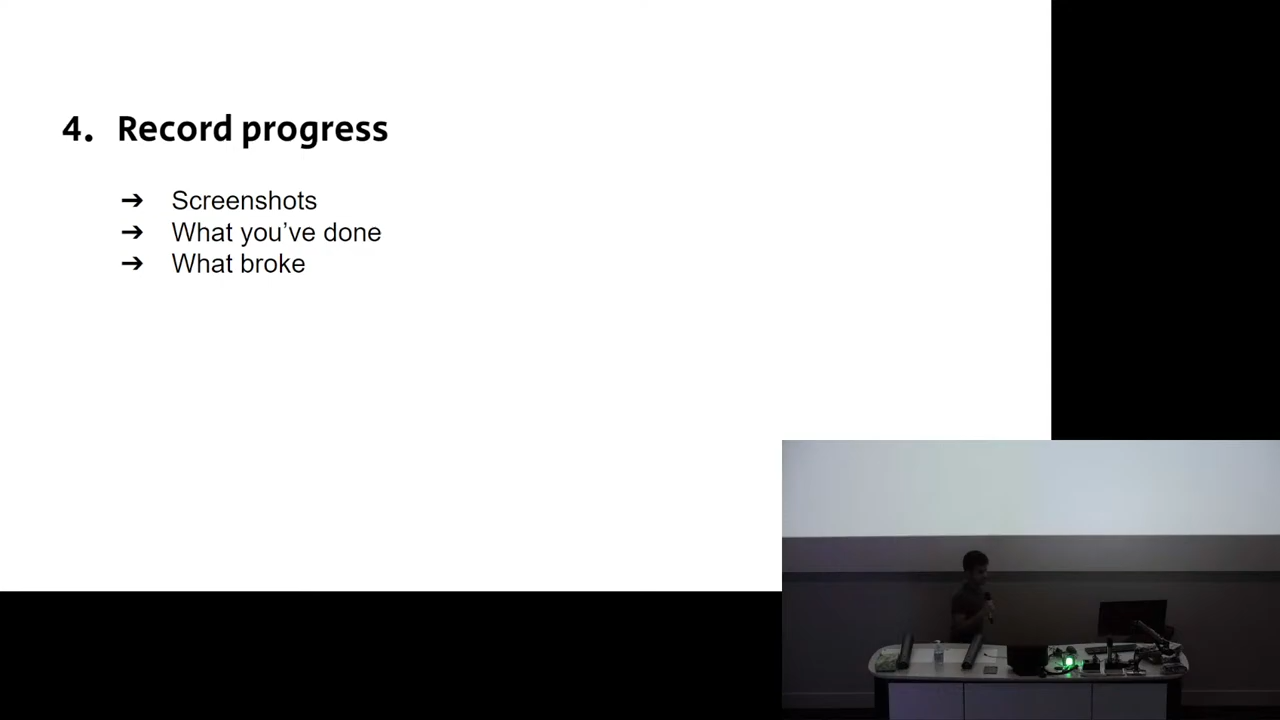 4. Record progress
➔ Screenshots
➔ What you’ve done
➔ What broke